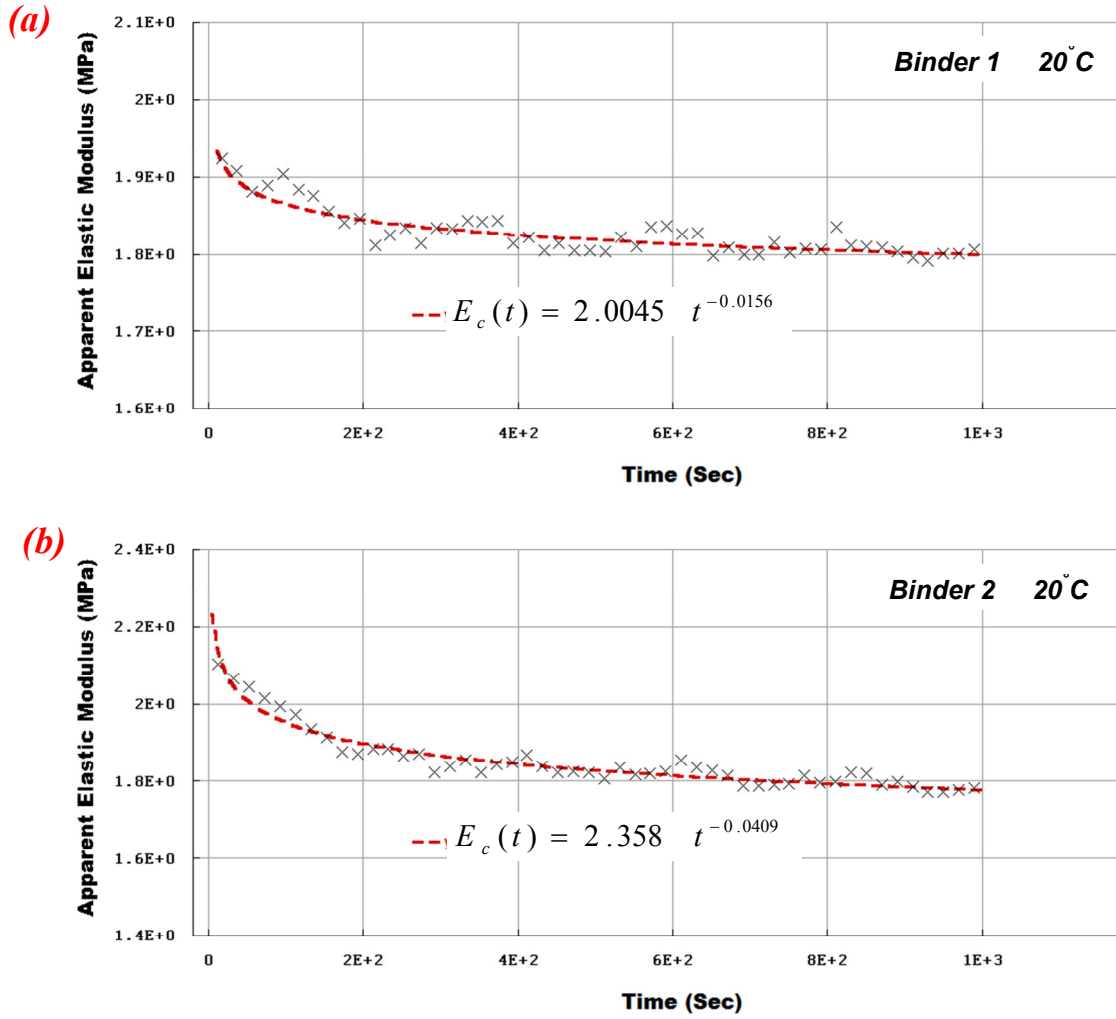 (a)
Apparent Elastic Modulus (MPa)
2.1E+0
2E+0
1.9E+0
1.8E+0
1.7E+0
1.6E+0
Binder 1 20°C
E_c(t) = 2.0045 t^{-0.0156}
0 2E+2 4E+2 6E+2 8E+2 1E+3
Time (Sec)
(b)
Apparent Elastic Modulus (MPa)
2.4E+0
2.2E+0
2E+0
1.8E+0
1.6E+0
1.4E+0
Binder 2 20°C
E_c(t) = 2.358 t^{-0.0409}
0 2E+2 4E+2 6E+2 8E+2 1E+3
Time (Sec)